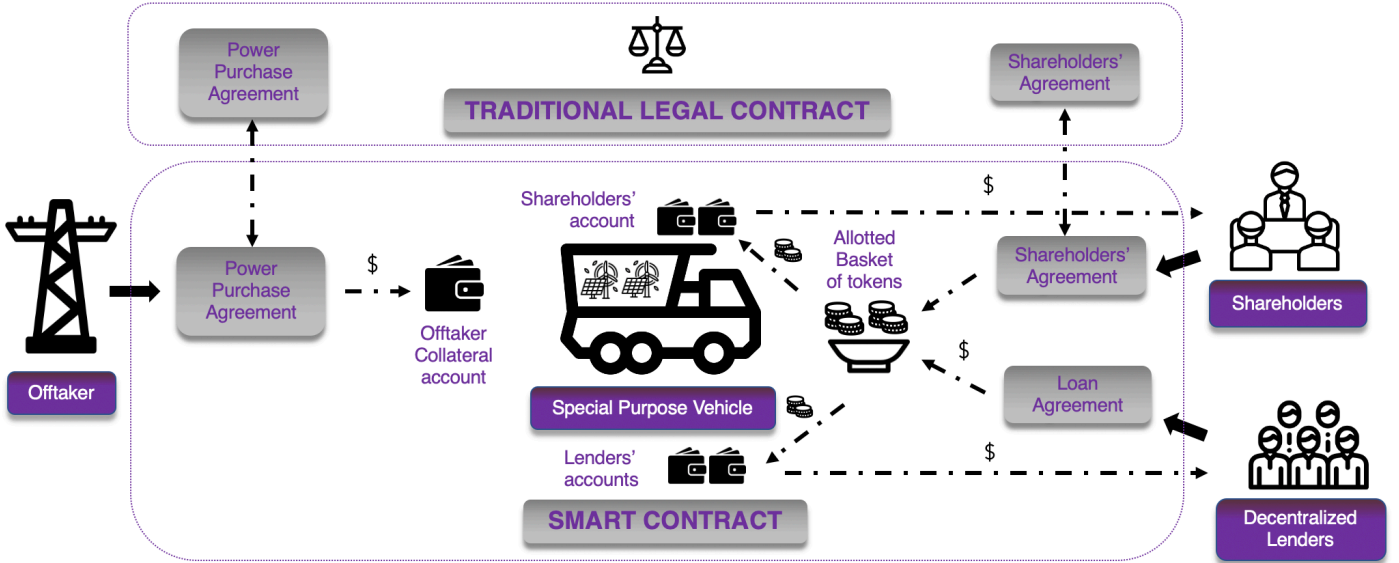 Power
Purchase
Agreement
TRADITIONAL LEGAL CONTRACT
Shareholders'
Agreement
Offtaker
Power
Purchase
Agreement
$
Offtaker
Collateral
account
Shareholders'
account
Special Purpose Vehicle
Lenders'
accounts
SMART CONTRACT
Allotted
Basket
of tokens
$
Shareholders'
Agreement
$
Loan
Agreement
$
Shareholders
Decentralized
Lenders